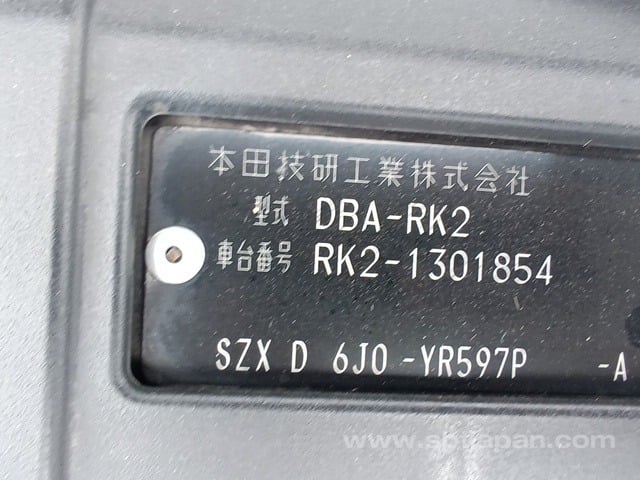 本田技研工業株式会社
型式 DBA-RK2
車台番号 RK2-1301854
SZX D 6J0 -YR597P -A
www.sbtjapan.com